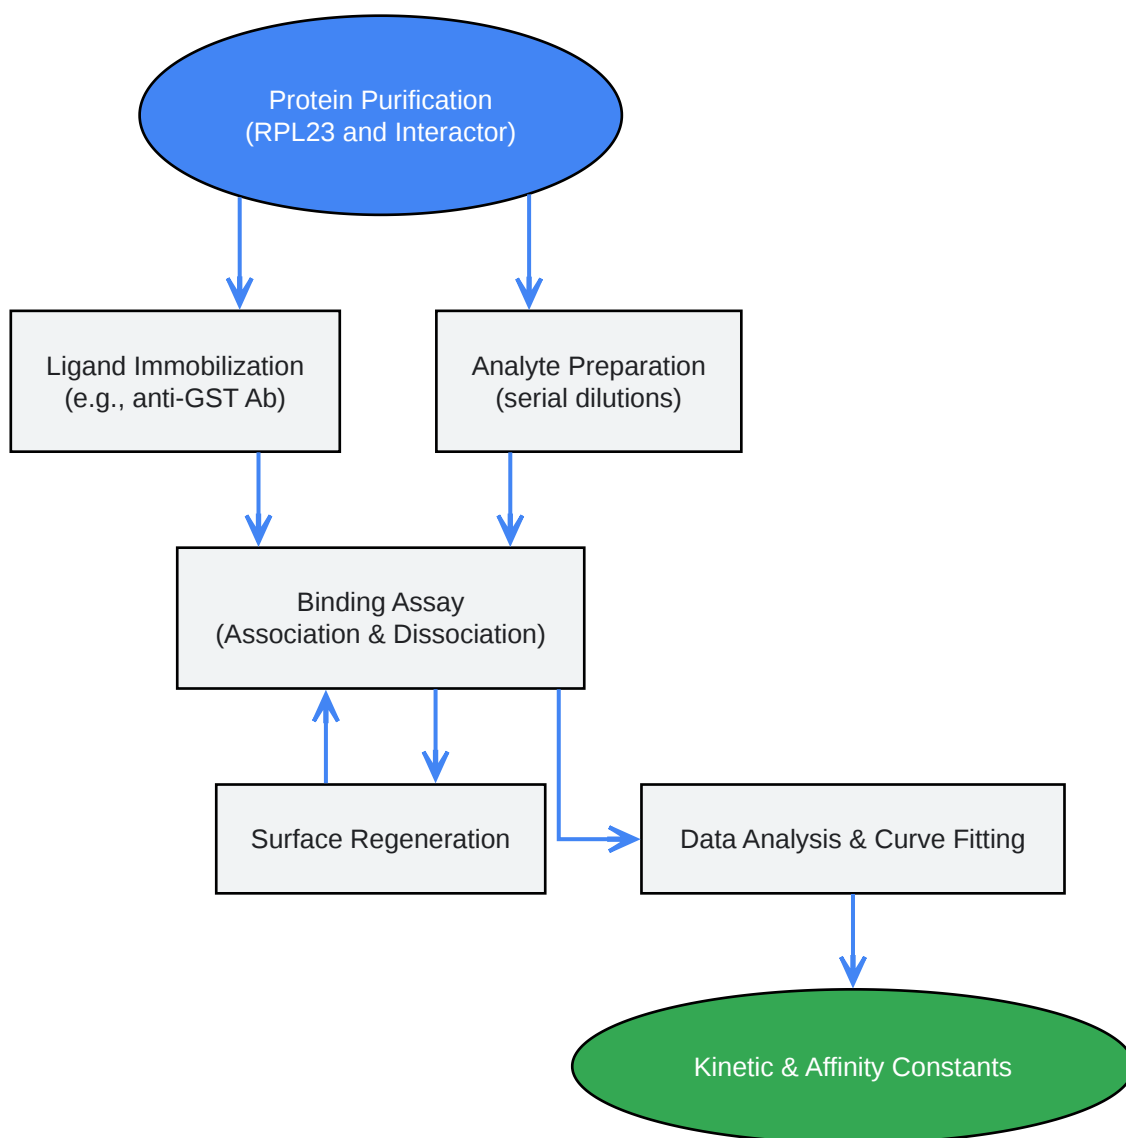 Protein Purification
(RPL23 and Interactor)
Ligand Immobilization
(e.g., anti-GST Ab)
Analyte Preparation
(serial dilutions)
Binding Assay
(Association & Dissociation)
Surface Regeneration
Data Analysis & Curve Fitting
Kinetic & Affinity Constants